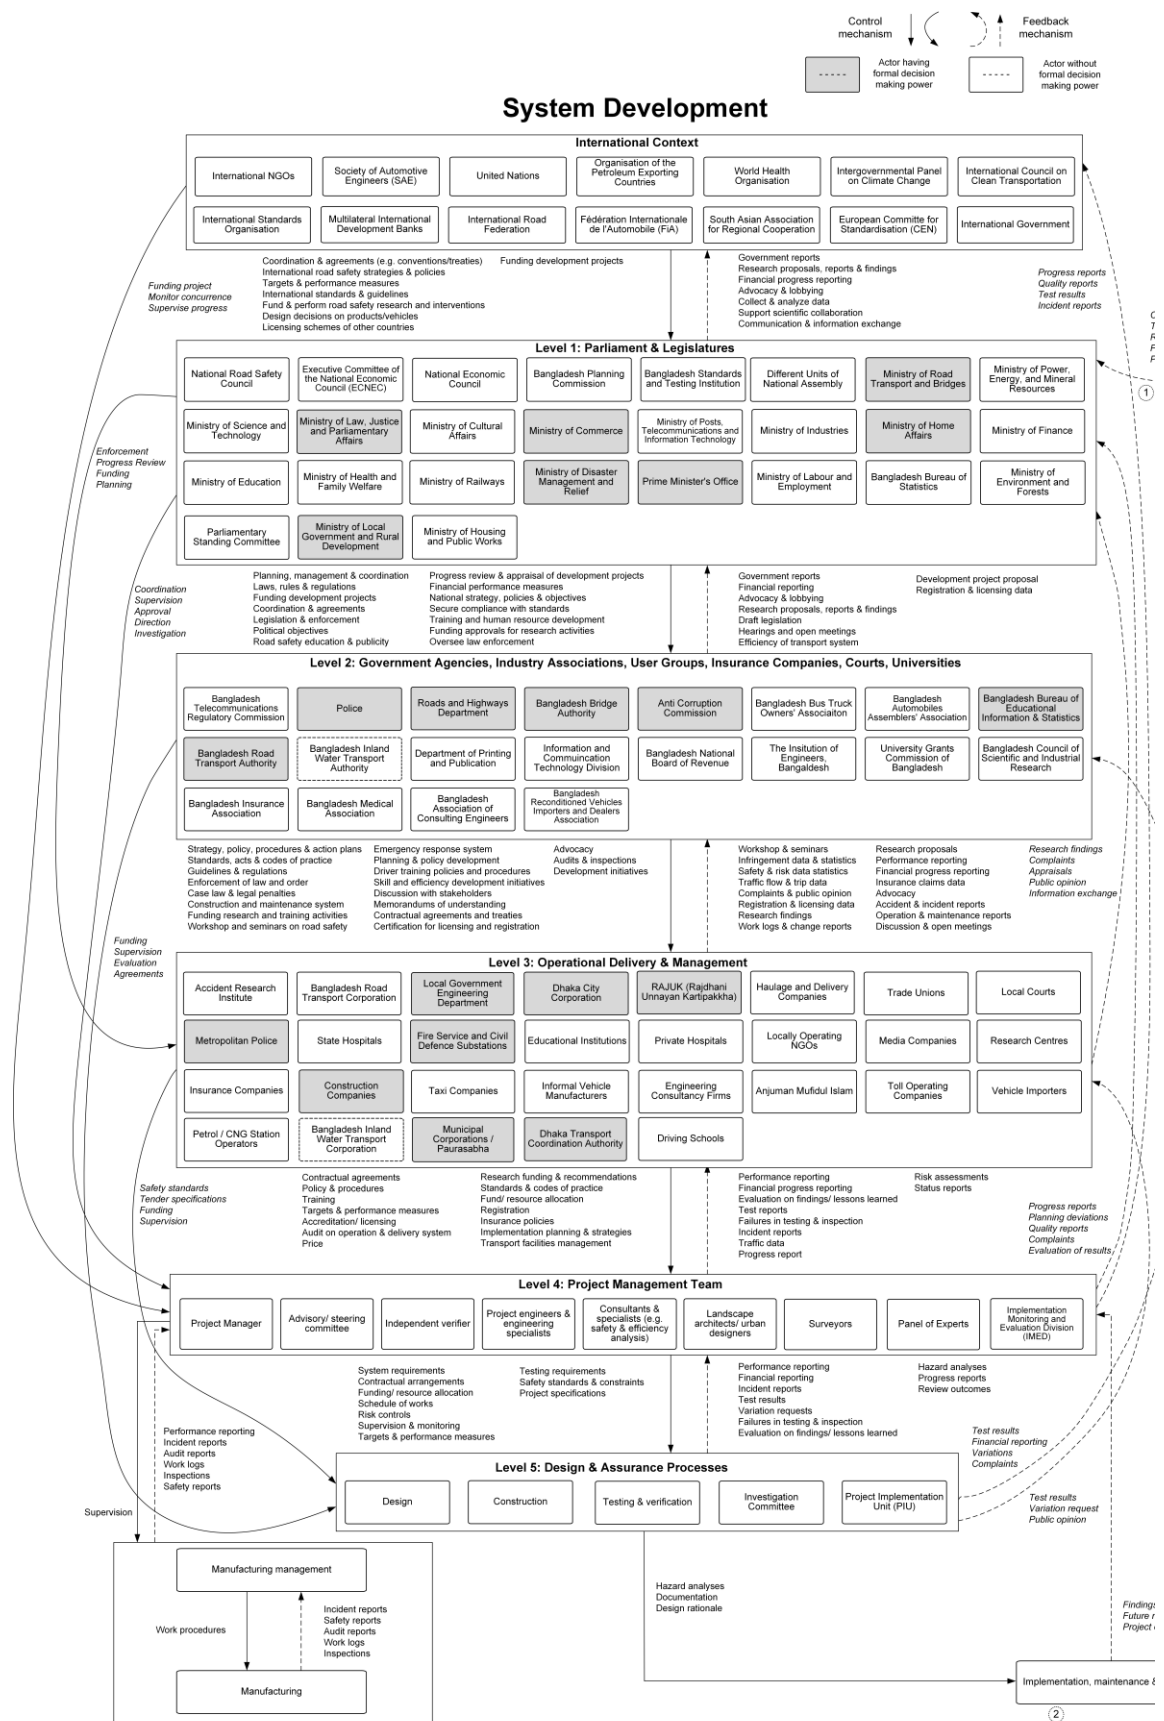 Control
mechanism
Feedback
mechanism
Actor having
formal decision
making power
Actor without
formal decision
making power
System Development
International Context
International NGOs
Society of Automotive
Engineers (SAE)
United Nations
Organisation of the
Petroleum Exporting
Countries
World Health
Organisation
Intergovernmental Panel
on Climate Change
International Council on
Clean Transportation
International Standards
Organisation
Multilateral International
Development Banks
International Road
Federation
Fédération Internationale
de l'Automobile (FiA)
South Asian Association
for Regional Cooperation
European Committe for
Standardisation (CEN)
International Government
Funding project
Monitor concurrence
Supervise progress
Coordination & agreements (e.g. conventions/treaties)
International road safety strategies & policies
Targets & performance measures
International standards & guidelines
Fund & perform road safety research and interventions
Design decisions on products/vehicles
Licensing schemes of other countries
Funding development projects
Government reports
Research proposals, reports & findings
Financial progress reporting
Advocacy & lobbying
Collect & analyze data
Support scientific collaboration
Communication & information exchange
Progress reports
Quality reports
Test results
Incident reports
1
Level 1: Parliament & Legislatures
National Road Safety
Council
Executive Committee of
the National Economic
Council (ECNEC)
National Economic
Council
Bangladesh Planning
Commission
Bangladesh Standards
and Testing Institution
Different Units of
National Assembly
Ministry of Road
Transport and Bridges
Ministry of Power,
Energy, and Mineral
Resources
Ministry of Science and
Technology
Ministry of Law, Justice
and Parliamentary
Affairs
Ministry of Cultural
Affairs
Ministry of Commerce
Ministry of Posts,
Telecommunications and
Information Technology
Ministry of Industries
Ministry of Home
Affairs
Ministry of Finance
Ministry of Education
Ministry of Health and
Family Welfare
Ministry of Railways
Ministry of Disaster
Management and
Relief
Prime Minister's Office
Ministry of Labour and
Employment
Bangladesh Bureau of
Statistics
Ministry of
Environment and
Forests
Parliamentary
Standing Committee
Ministry of Local
Government and Rural
Development
Ministry of Housing
and Public Works
Enforcement
Progress Review
Funding
Planning
Coordination
Supervision
Approval
Direction
Investigation
Planning, management & coordination
Laws, rules & regulations
Funding development projects
Coordination & agreements
Legislation & enforcement
Political objectives
Road safety education & publicity
Progress review & appraisal of development projects
Financial performance measures
National strategy, policies & objectives
Secure compliance with standards
Training and human resource development
Funding approvals for research activities
Oversee law enforcement
Government reports
Financial reporting
Advocacy & lobbying
Research proposals, reports & findings
Draft legislation
Hearings and open meetings
Efficiency of transport system
Development project proposal
Registration & licensing data
Level 2: Government Agencies, Industry Associations, User Groups, Insurance Companies, Courts, Universities
Bangladesh
Telecommunications
Regulatory Commission
Police
Roads and Highways
Department
Bangladesh Bridge
Authority
Anti Corruption
Commission
Bangladesh Bus Truck
Owners' Associaiton
Bangladesh
Automobiles
Assemblers' Association
Bangladesh Bureau of
Educational
Information & Statistics
Bangladesh Road
Transport Authority
Bangladesh Inland
Water Transport
Authority
Department of Printing
and Publication
Information and
Commuincation
Technology Division
Bangladesh National
Board of Revenue
The Insitution of
Engineers,
Bangaldesh
University Grants
Commission of
Bangladesh
Bangladesh Council of
Scientific and Industrial
Research
Bangladesh Insurance
Association
Bangladesh Medical
Association
Bangladesh
Association of
Consulting Engineers
Bangladesh
Reconditioned Vehicles
Importers and Dealers
Association
Strategy, policy, procedures & action plans
Standards, acts & codes of practice
Guidelines & regulations
Enforcement of law and order
Case law & legal penalties
Construction and maintenance system
Funding research and training activities
Workshop and seminars on road safety
Emergency response system
Planning & policy development
Driver training policies and procedures
Skill and efficiency development initiatives
Discussion with stakeholders
Memorandums of understanding
Contractual agreements and treaties
Certification for licensing and registration
Advocacy
Audits & inspections
Development initiatives
Workshop & seminars
Infringement data & statistics
Safety & risk data statistics
Traffic flow & trip data
Complaints & public opinion
Registration & licensing data
Research findings
Work logs & change reports
Research proposals
Performance reporting
Financial progress reporting
Insurance claims data
Advocacy
Accident & incident reports
Operation & maintenance reports
Discussion & open meetings
Research findings
Complaints
Appraisals
Public opinion
Information exchange
Funding
Supervision
Evaluation
Agreements
Level 3: Operational Delivery & Management
Accident Research
Institute
Bangladesh Road
Transport Corporation
Local Government
Engineering
Department
Dhaka City
Corporation
RAJUK (Rajdhani
Unnayan Kartipakkha)
Haulage and Delivery
Companies
Trade Unions
Local Courts
Metropolitan Police
State Hospitals
Fire Service and Civil
Defence Substations
Educational Institutions
Private Hospitals
Locally Operating
NGOs
Media Companies
Research Centres
Insurance Companies
Construction
Companies
Taxi Companies
Informal Vehicle
Manufacturers
Engineering
Consultancy Firms
Anjuman Mufidul Islam
Toll Operating
Companies
Vehicle Importers
Petrol / CNG Station
Operators
Bangladesh Inland
Water Transport
Corporation
Municipal
Corporations /
Paurasabha
Dhaka Transport
Coordination Authority
Driving Schools
Safety standards
Tender specifications
Funding
Supervision
Contractual agreements
Policy & procedures
Training
Targets & performance measures
Accreditation/ licensing
Audit on operation & delivery system
Price
Research funding & recommendations
Standards & codes of practice
Fund/ resource allocation
Registration
Insurance policies
Implementation planning & strategies
Transport facilities management
Performance reporting
Financial progress reporting
Evaluation on findings/ lessons learned
Test reports
Failures in testing & inspection
Incident reports
Traffic data
Progress report
Risk assessments
Status reports
Progress reports
Planning deviations
Quality reports
Complaints
Evaluation of results
Level 4: Project Management Team
Project Manager
Advisory/ steering
committee
Independent verifier
Project engineers &
engineering
specialists
Consultants &
specialists (e.g.
safety & efficiency
analysis)
Landscape
architects/ urban
designers
Surveyors
Panel of Experts
Implementation
Monitoring and
Evaluation Division
(IMED)
System requirements
Contractual arrangements
Funding/ resource allocation
Schedule of works
Risk controls
Supervision & monitoring
Targets & performance measures
Testing requirements
Safety standards & constraints
Project specifications
Performance reporting
Financial reporting
Incident reports
Test results
Variation requests
Failures in testing & inspection
Evaluation on findings/ lessons learned
Hazard analyses
Progress reports
Review outcomes
Performance reporting
Incident reports
Audit reports
Work logs
Inspections
Safety reports
Test results
Financial reporting
Variations
Complaints
Level 5: Design & Assurance Processes
Design
Construction
Testing & verification
Investigation
Committee
Project Implementation
Unit (PIU)
Test results
Variation request
Public opinion
Supervision
Manufacturing management
Work procedures
Incident reports
Safety reports
Audit reports
Work logs
Inspections
Manufacturing
Hazard analyses
Documentation
Design rationale
Findings
Future
Project
Implementation, maintenance &
2